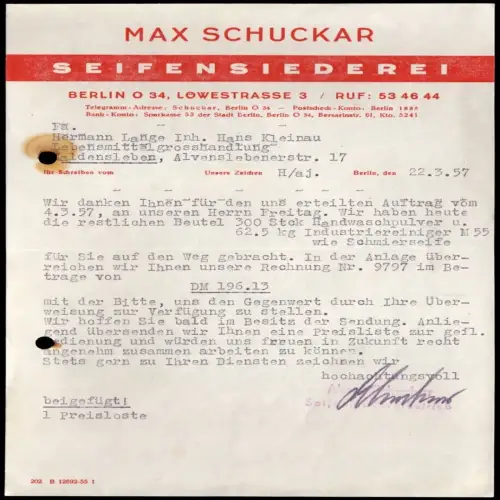 MAX SCHUCKAR
SEIFENSIEDEREI
BERLIN O 34, LÖWESTRASSE 3 / RUF: 53 46 44
Telegramm-Adresse: Schuckar, Berlin O 34 — Postscheck-Konto: Berlin 1886
Bank-Konto: Sparkasse 53 der Stadt Berlin, Berlin O 34, Bersarinstr. 61, Kto. 3241
Fa.
Hermann Lange Inh. Hans Kleinau
Lebensmittelgrosshandlung
Haldensleben, Alvenslebenerstr. 17
Ihr Schreiben vom Unsere Zeichen H/aj. Berlin, den 22.3.57
Wir danken Ihnen für den uns erteilten Auftrag vom
4.3.57, an unseren Herrn Freitag. Wir haben heute
die restlichen Beutel 300 Stck Handwaschpulver u.
62.5 kg Industriereiniger M 55
wie Schmierseife
für Sie auf den Weg gebracht. In der Anlage über-
reichen wir Ihnen unsere Rechnung Nr. 9797 im Be-
trage von
DM 196.13
mit der Bitte, uns den Gegenwert durch Ihre Über-
weisung zur Verfügung zu stellen.
Wir hoffen Sie bald im Besitz der Sendung. Anlie-
gend übersenden wir Ihnen eine Preisliste zur gefl.
Bedienung und würden uns freuen in Zukunft recht
angenehm zusammen arbeiten zu können.
Stets gern zu Ihren Diensten zeichnen wir
hochachtungsvoll
beigefügt!
1 Preisloste
202 B 12692-55 1